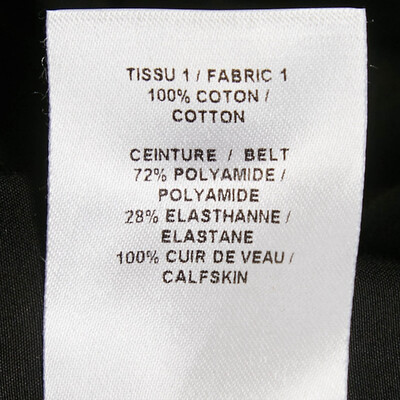 TISSU 1 / FABRIC 1
100% COTON /
COTTON
CEINTURE / BELT
72% POLYAMIDE /
POLYAMIDE
28% ELASTHANNE /
ELASTANE
100% CUIR DE VEAU /
CALFSKIN